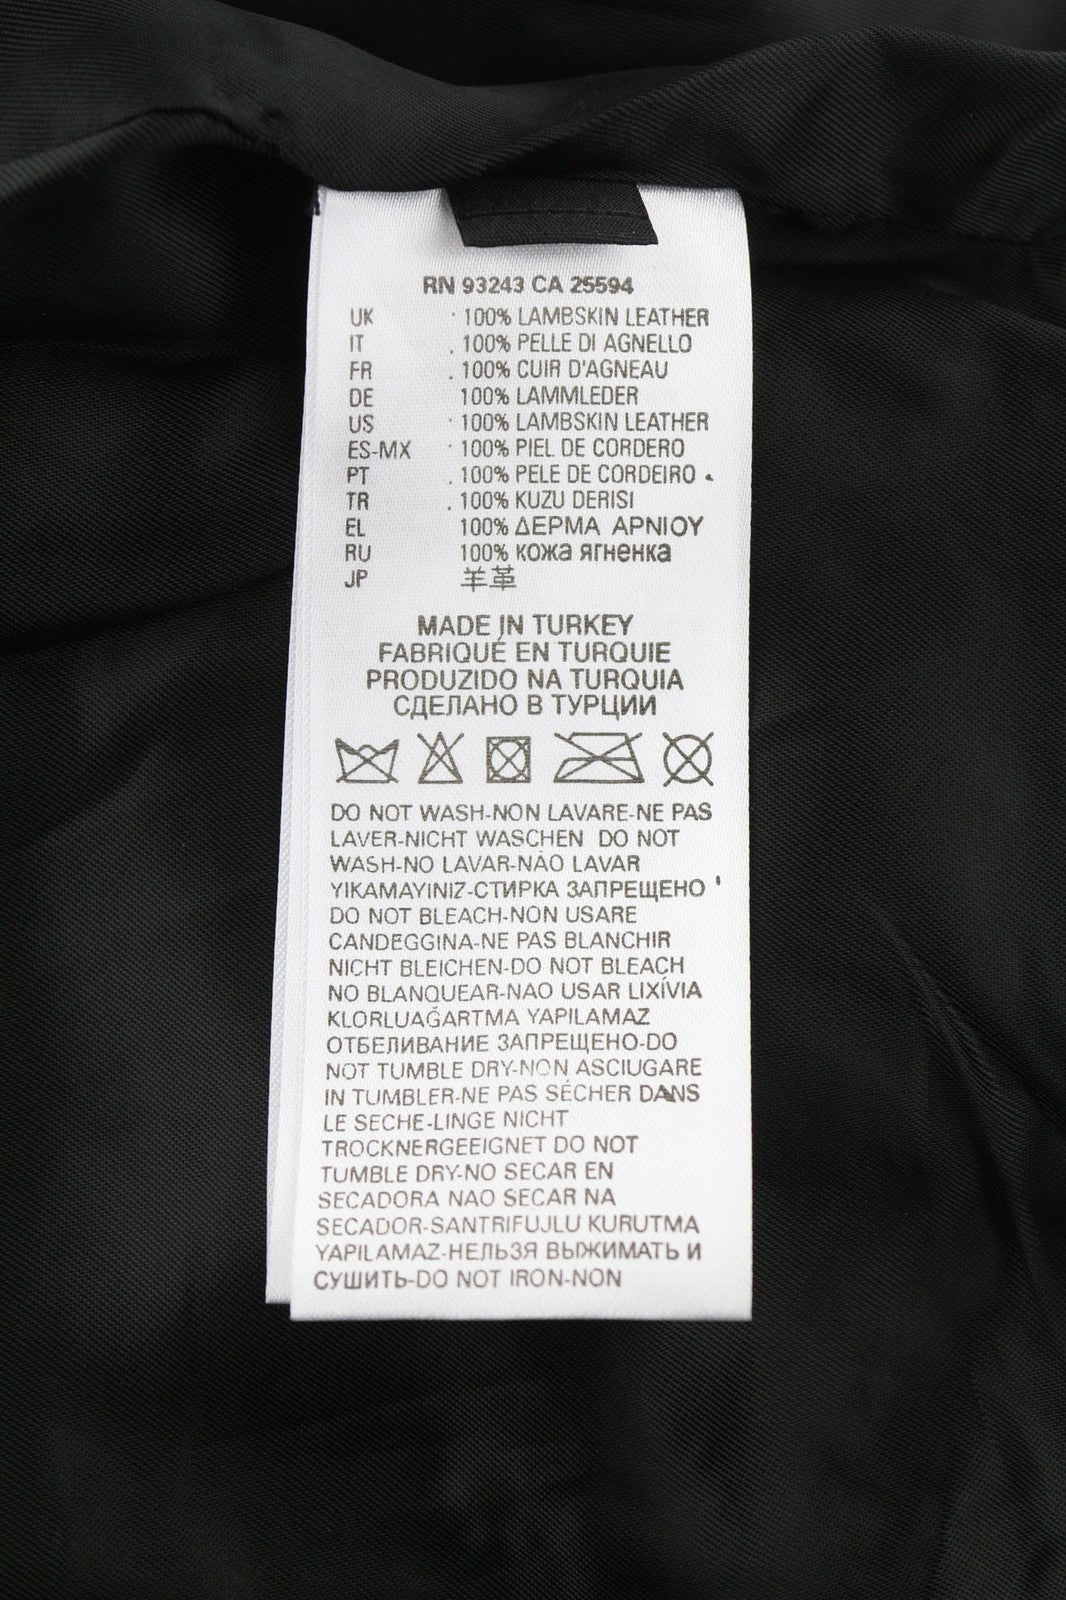 RN 93243 CA 25594
UK 100% LAMBSKIN LEATHER
IT 100% PELLE DI AGNELLO
FR 100% CUIR D'AGNEAU
DE 100% LAMMLEDER
US 100% LAMBSKIN LEATHER
ES-MX 100% PIEL DE CORDERO
PT 100% PELE DE CORDEIRO
TR 100% KUZU DERISI
EL 100% ΔΕΡΜΑ ΑΡΝΙΟΥ
RU 100% кожа ягненка
JP 羊革
MADE IN TURKEY
FABRIQUÉ EN TURQUIE
PRODUZIDO NA TURQUIA
СДЕЛАНО В ТУРЦИИ
DO NOT WASH-NON LAVARE-NE PAS
LAVER-NICHT WASCHEN DO NOT
WASH-NO LAVAR-NÃO LAVAR
YIKAMAYINIZ-СТИРКА ЗАПРЕЩЕНО
DO NOT BLEACH-NON USARE
CANDEGGINA-NE PAS BLANCHIR
NICHT BLEICHEN-DO NOT BLEACH
NO BLANQUEAR-NAO USAR LIXÍVIA
KLORLUAĞARTMA YAPILAMAZ
ОТБЕЛИВАНИЕ ЗАПРЕЩЕНО-DO
NOT TUMBLE DRY-NON ASCIUGARE
IN TUMBLER-NE PAS SÉCHER DANS
LE SECHE-LINGE NICHT
TROCKNERGEEIGNET DO NOT
TUMBLE DRY-NO SECAR EN
SECADORA NAO SECAR NA
SECADOR-SANTRIFUJLU KURUTMA
YAPILAMAZ-НЕЛЬЗЯ ВЫЖИМАТЬ И
СУШИТЬ-DO NOT IRON-NON